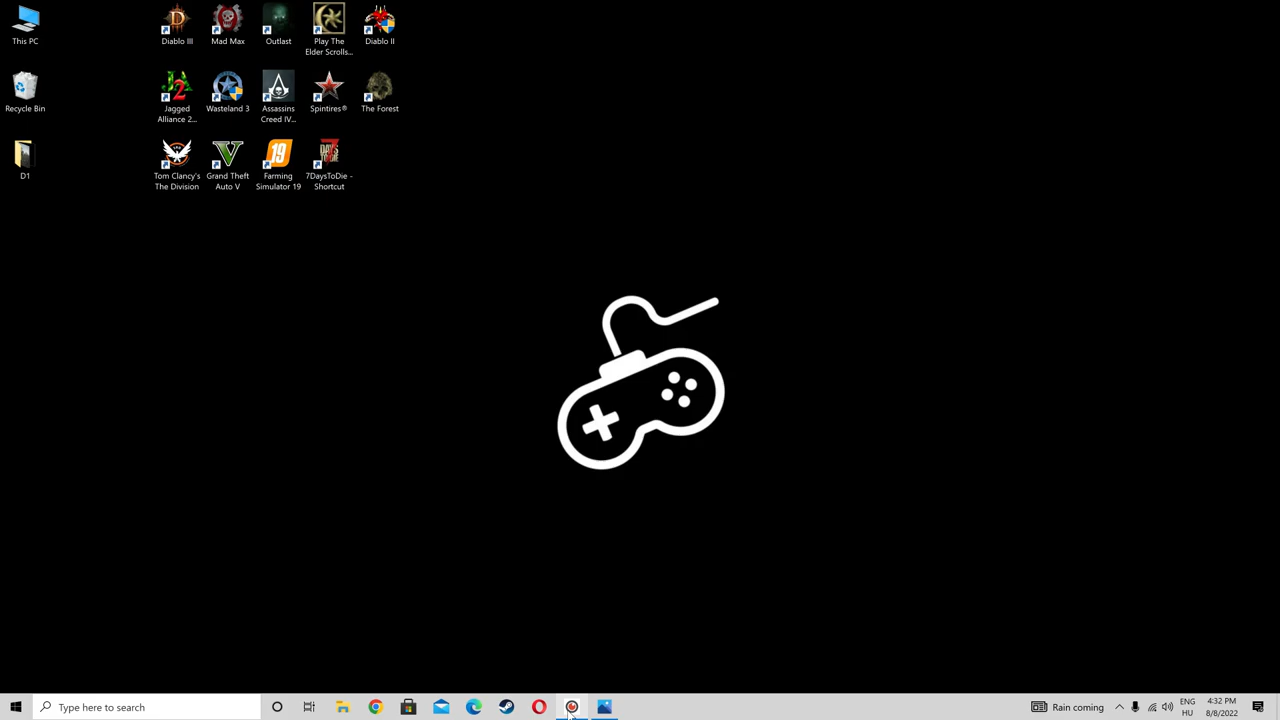 This PC
Diablo III
Mad Max
Outlast
Play The
Elder Scrolls...
Diablo II
Recycle Bin
Jagged
Alliance 2...
Wasteland 3
Assassins
Creed IV...
Spintires®
The Forest
D1
Tom Clancy's
The Division
Grand Theft
Auto V
Farming
Simulator 19
7DaysToDie -
Shortcut
Type here to search
Rain coming
ENG
HU
4:32 PM
8/8/2022